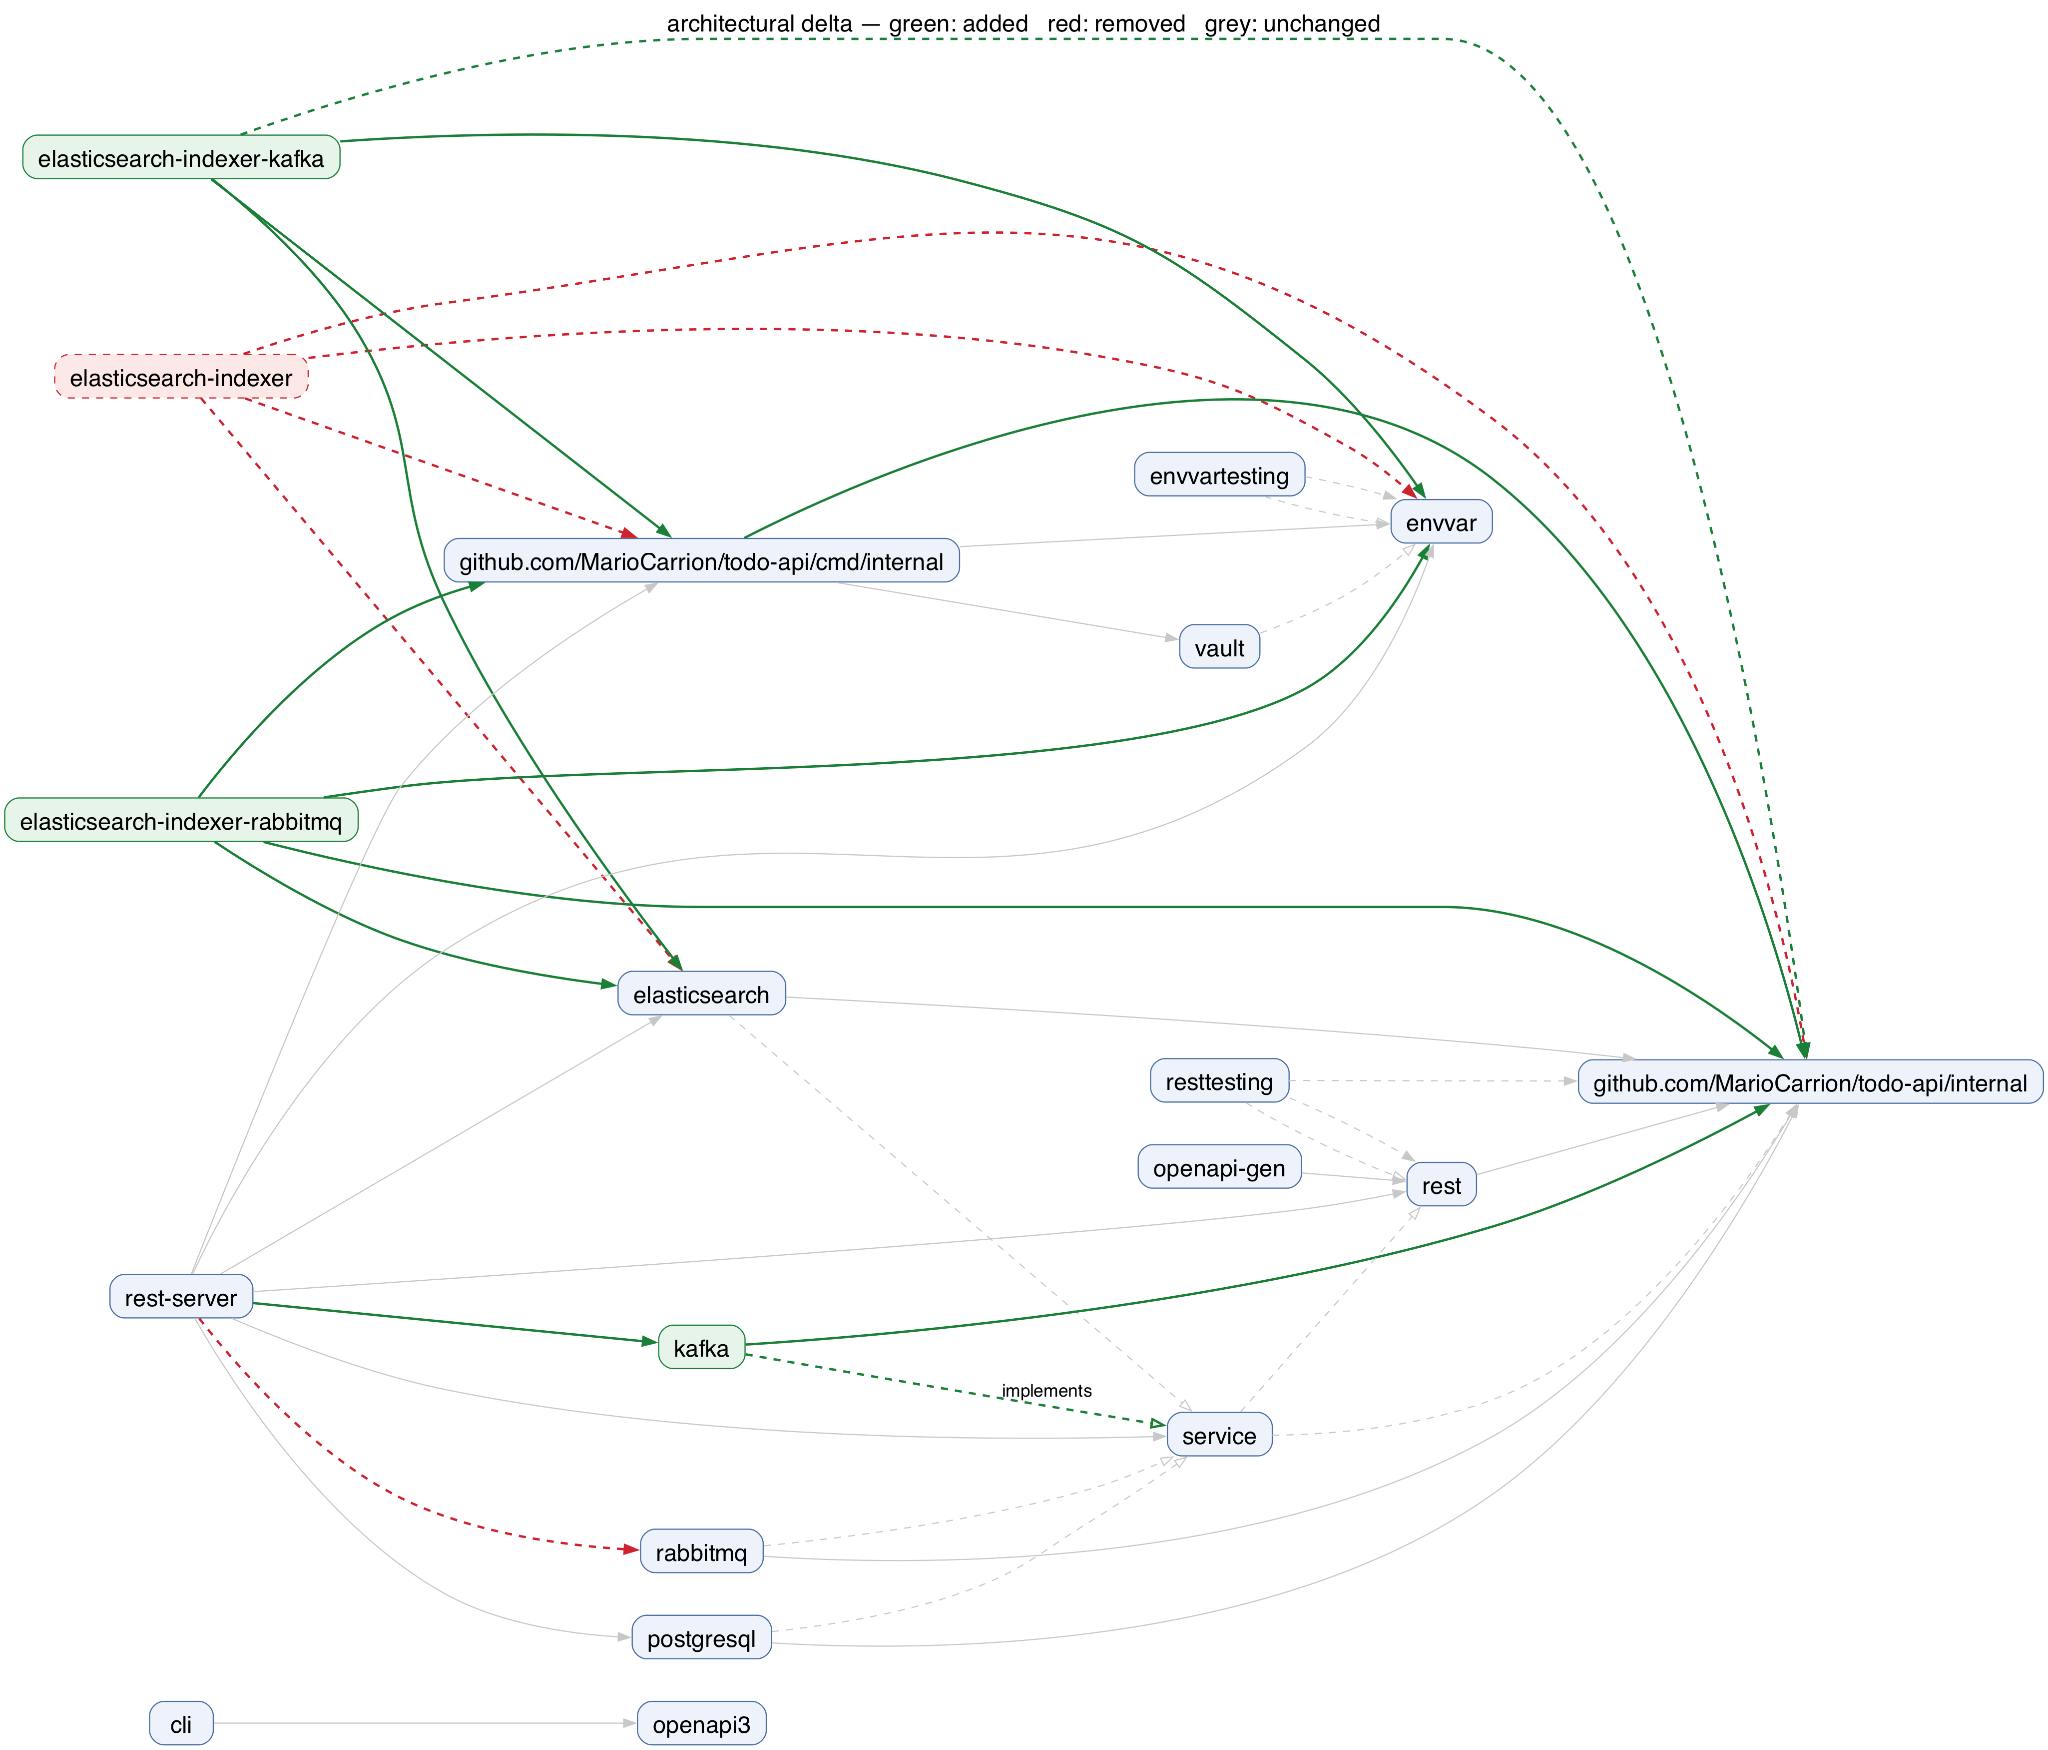 architectural delta — green: added   red: removed   grey: unchanged
elasticsearch-indexer-kafka
elasticsearch-indexer
envvartesting
envvar
github.com/MarioCarrion/todo-api/cmd/internal
vault
elasticsearch-indexer-rabbitmq
elasticsearch
resttesting
github.com/MarioCarrion/todo-api/internal
openapi-gen
rest
rest-server
kafka
implements
service
rabbitmq
postgresql
cli
openapi3